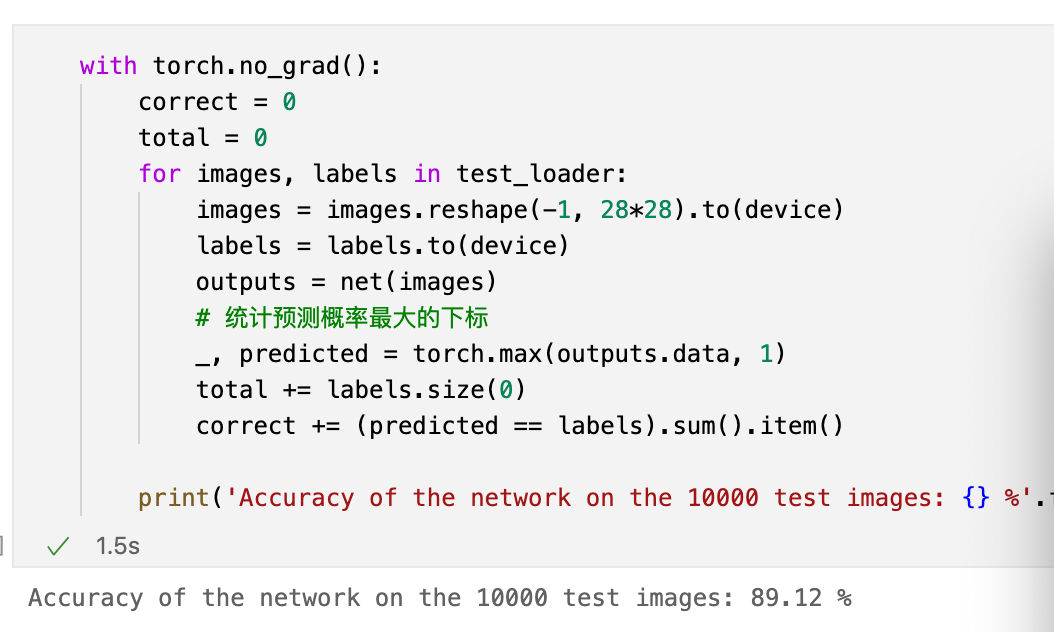 with torch.no_grad():
    correct = 0
    total = 0
    for images, labels in test_loader:
        images = images.reshape(-1, 28*28).to(device)
        labels = labels.to(device)
        outputs = net(images)
        # 统计预测概率最大的下标
        _, predicted = torch.max(outputs.data, 1)
        total += labels.size(0)
        correct += (predicted == labels).sum().item()
    print('Accuracy of the network on the 10000 test images: {} %'.
] ✓ 1.5s
Accuracy of the network on the 10000 test images: 89.12 %